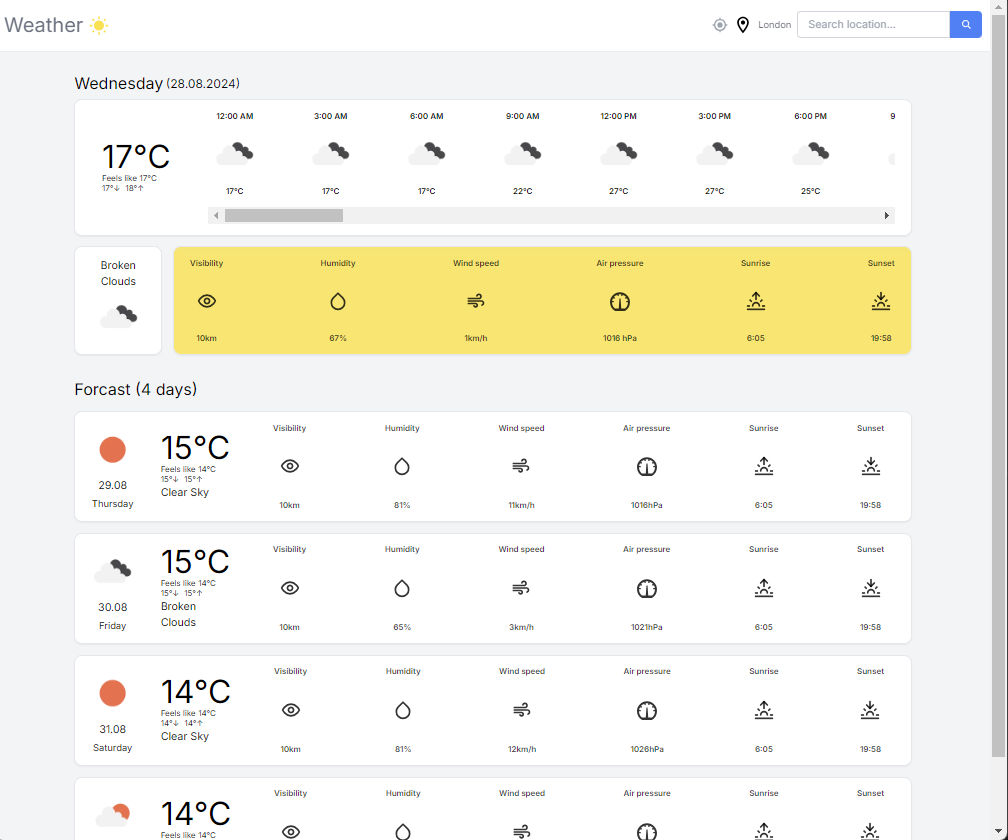 Weather
London
Search location...
Wednesday (28.08.2024)
12:00 AM 3:00 AM 6:00 AM 9:00 AM 12:00 PM 3:00 PM 6:00 PM 9
17°C
Feels like 17°C
17°↓ 18°↑
17°C 17°C 17°C 22°C 27°C 27°C 25°C
Broken
Clouds
Visibility Humidity Wind speed Air pressure Sunrise Sunset
10km 67% 1km/h 1016 hPa 6:05 19:58
Forcast (4 days)
29.08
Thursday
15°C
Feels like 14°C
15°↓ 15°↑
Clear Sky
Visibility Humidity Wind speed Air pressure Sunrise Sunset
10km 81% 11km/h 1016hPa 6:05 19:58
30.08
Friday
15°C
Feels like 14°C
15°↓ 15°↑
Broken
Clouds
Visibility Humidity Wind speed Air pressure Sunrise Sunset
10km 65% 3km/h 1021hPa 6:05 19:58
31.08
Saturday
14°C
Feels like 14°C
14°↓ 14°↑
Clear Sky
Visibility Humidity Wind speed Air pressure Sunrise Sunset
10km 81% 12km/h 1026hPa 6:05 19:58
14°C
Feels like 14°C
Visibility Humidity Wind speed Air pressure Sunrise Sunset